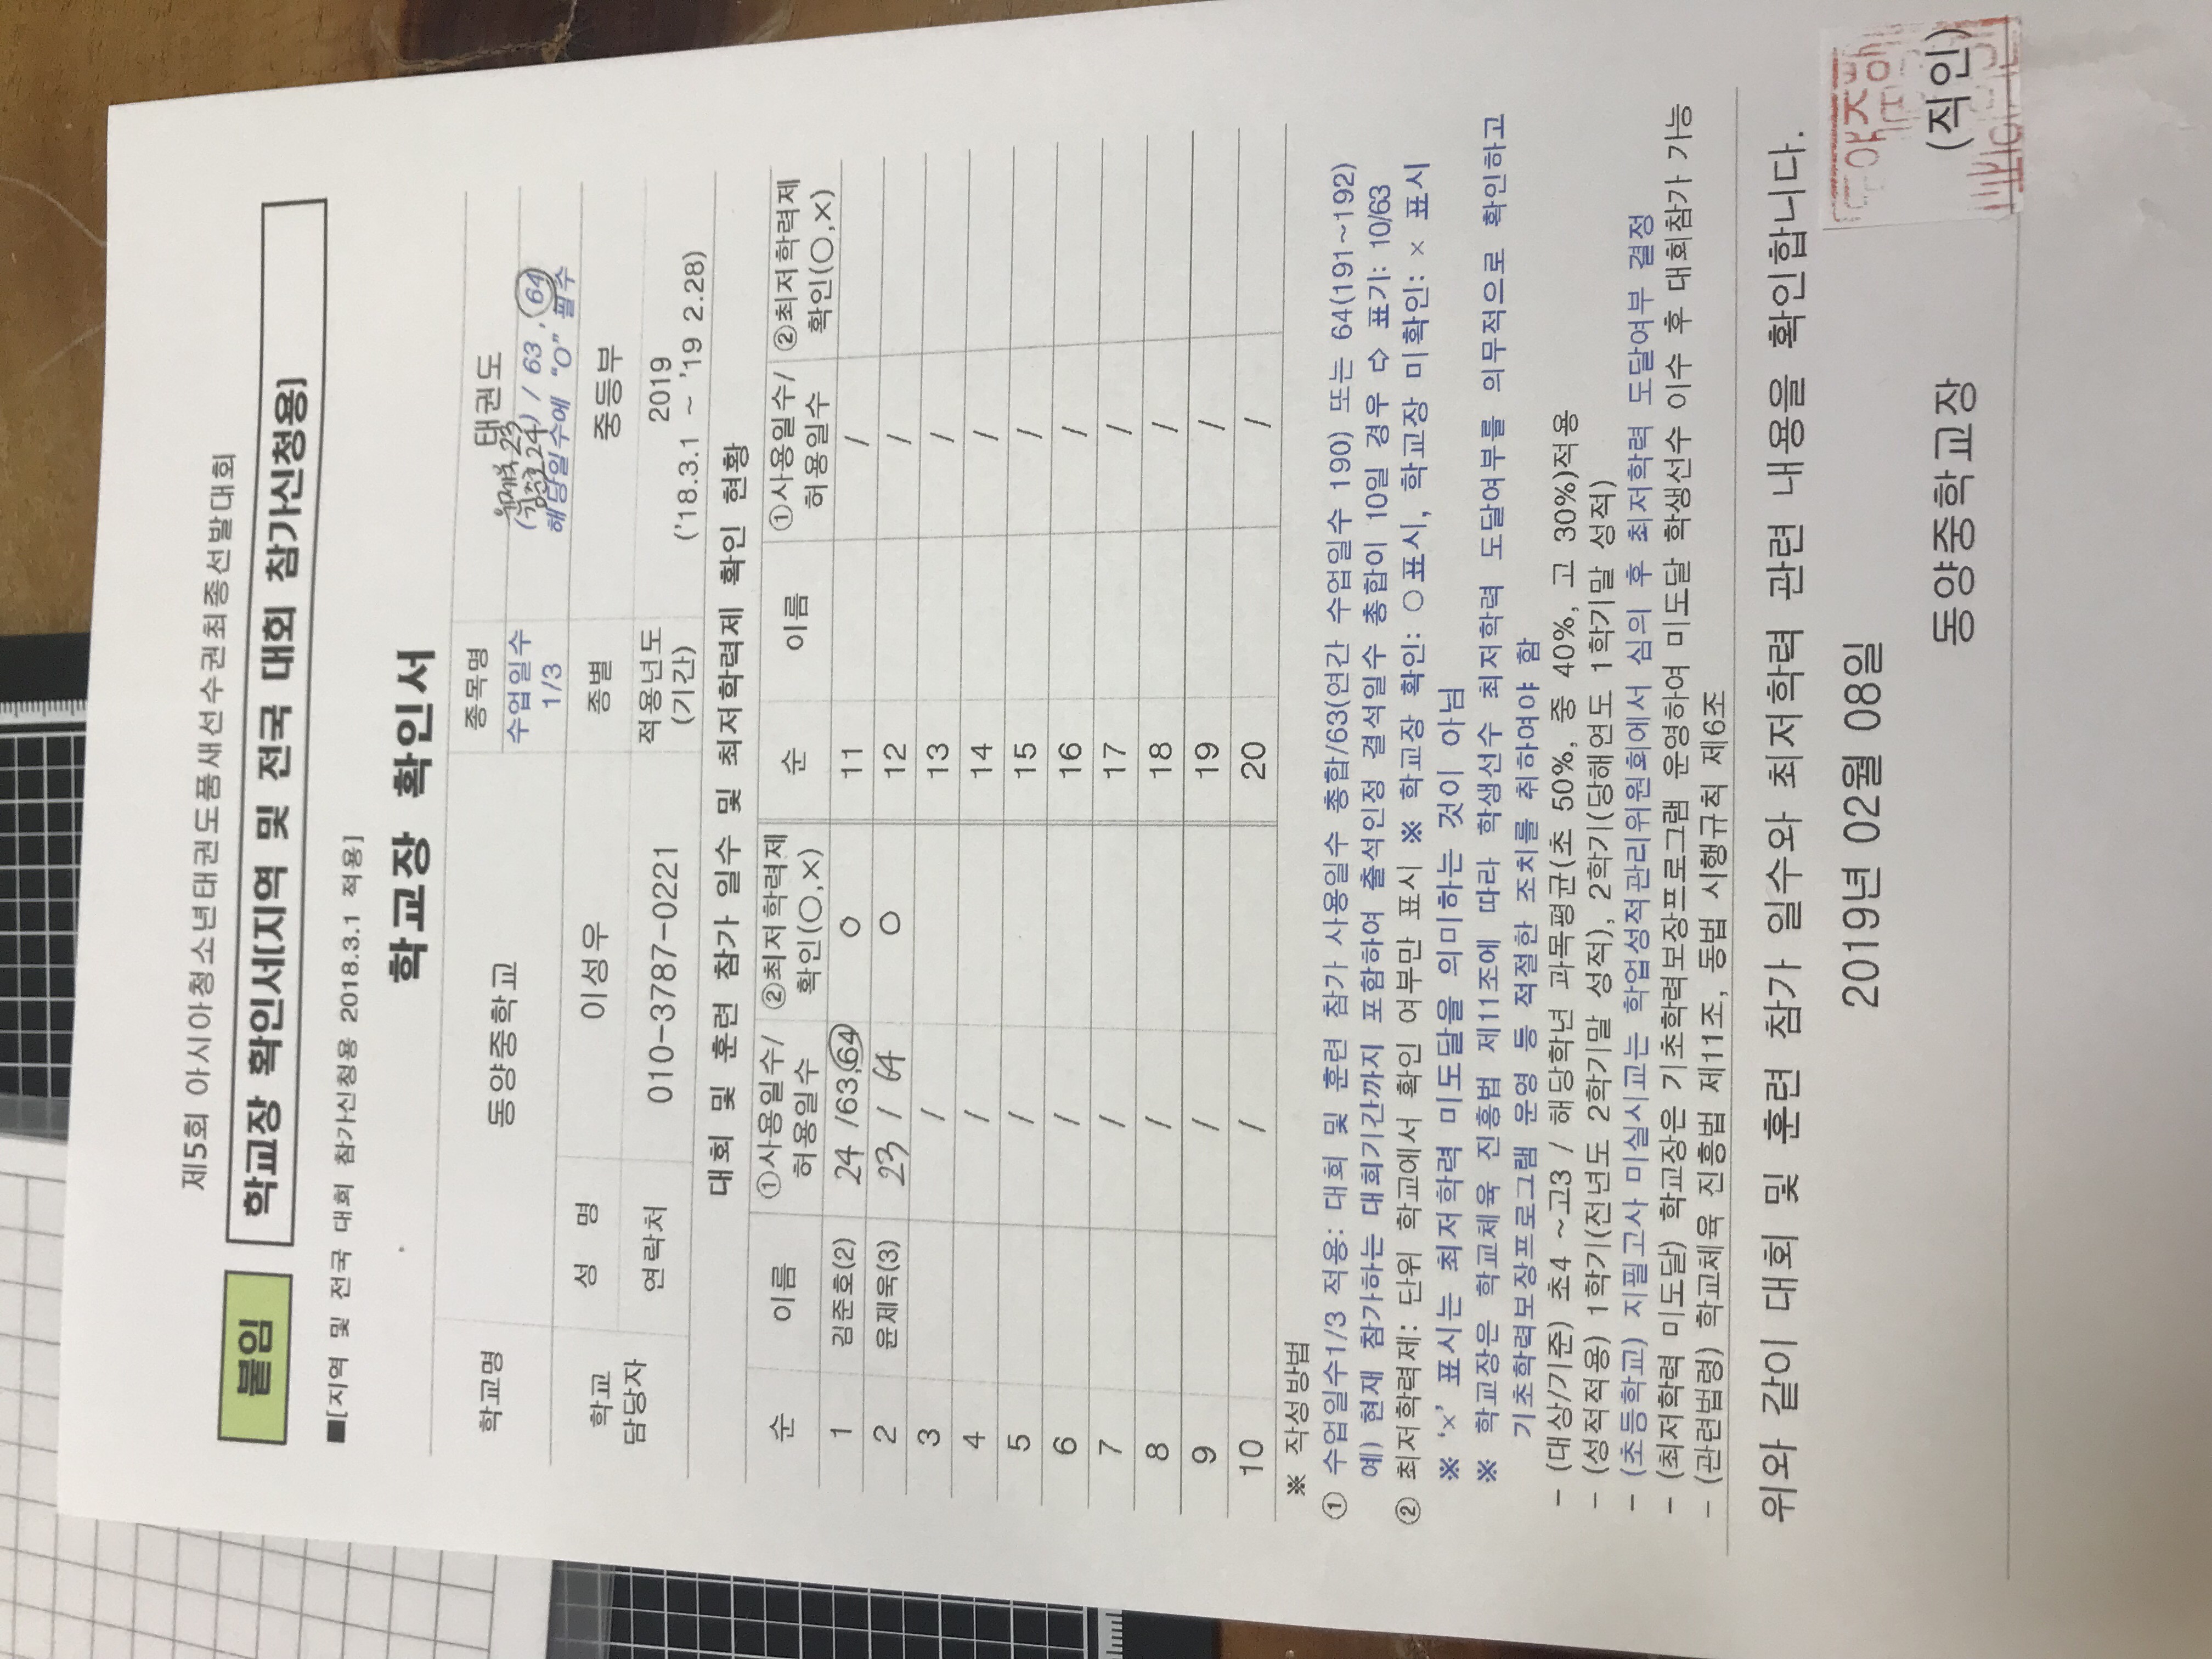 제5회 아시아청소년태권도품새선수권최종선발대회
붙임 학교장 확인서[지역 및 전국 대회 참가신청용]
■[지역 및 전국 대회 참가신청용 2018.3.1 적용]
학교장 확인서
학교명 동양중학교 종목명 태권도
수업일수 1/3 윤제욱 23
(김준호 24) / 63 , 64
해당일수에 "O" 필수
학교 담당자 성 명 이성우 종별 중등부
연락처 010-3787-0221 적용년도 (기간) 2019
('18.3.1 ~ '19 2.28)
대회 및 훈련 참가 일수 및 최저학력제 확인 현황
순 이름 ①사용일수/허용일수 ②최저학력제 확인(○,×) 순 이름 ①사용일수/허용일수 ②최저학력제 확인(○,×)
1 김준호(2) 24 /63,64 ○ 11 /
2 윤제욱(3) 23 / 64 ○ 12 /
3 / 13 /
4 / 14 /
5 / 15 /
6 / 16 /
7 / 17 /
8 / 18 /
9 / 19 /
10 / 20 /
※ 작성방법
① 수업일수1/3 적용: 대회 및 훈련 참가 사용일수 총합/63(연간 수업일수 190) 또는 64(191~192)
예) 현재 참가하는 대회기간까지 포함하여 출석인정 결석일수 총합이 10일 경우 ⇨ 표기: 10/63
② 최저학력제: 단위 학교에서 확인 여부만 표시 ※ 학교장 확인: ○표시, 학교장 미확인: × 표시
※ '×' 표시는 최저학력 미도달을 의미하는 것이 아님
※ 학교장은 학교체육 진흥법 제11조에 따라 학생선수 최저학력 도달여부를 의무적으로 확인하고
기초학력보장프로그램 운영 등 적절한 조치를 취하여야 함
- (대상/기준) 초4 ~고3 / 해당학년 과목평균(초 50%, 중 40%, 고 30%)적용
- (성적적용) 1학기(전년도 2학기말 성적), 2학기(당해연도 1학기말 성적)
- (초등학교) 지필고사 미실시교는 학업성적관리위원회에서 심의 후 최저학력 도달여부 결정
- (최저학력 미도달) 학교장은 기초학력보장프로그램 운영하여 미도달 학생선수 이수 후 대회참가 가능
- (관련법령) 학교체육 진흥법 제11조, 동법 시행규칙 제6조
위와 같이 대회 및 훈련 참가 일수와 최저학력 관련 내용을 확인합니다.
2019년 02월 08일
동양중학교장 (직인)